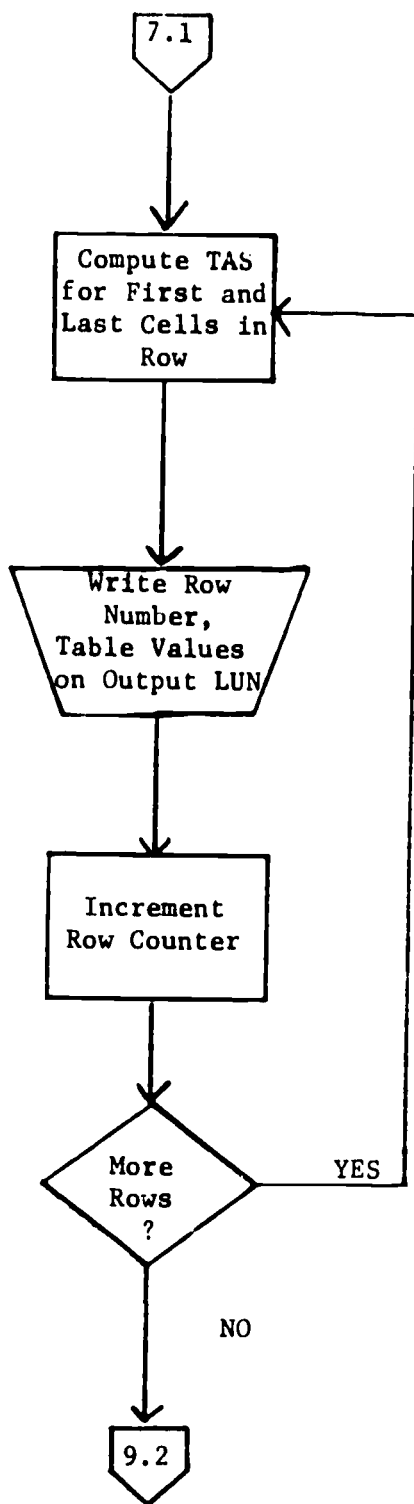 7.1
Compute TAS
for First and
Last Cells in
Row
Write Row
Number,
Table Values
on Output LUN
Increment
Row Counter
More
Rows
?
YES
NO
9.2